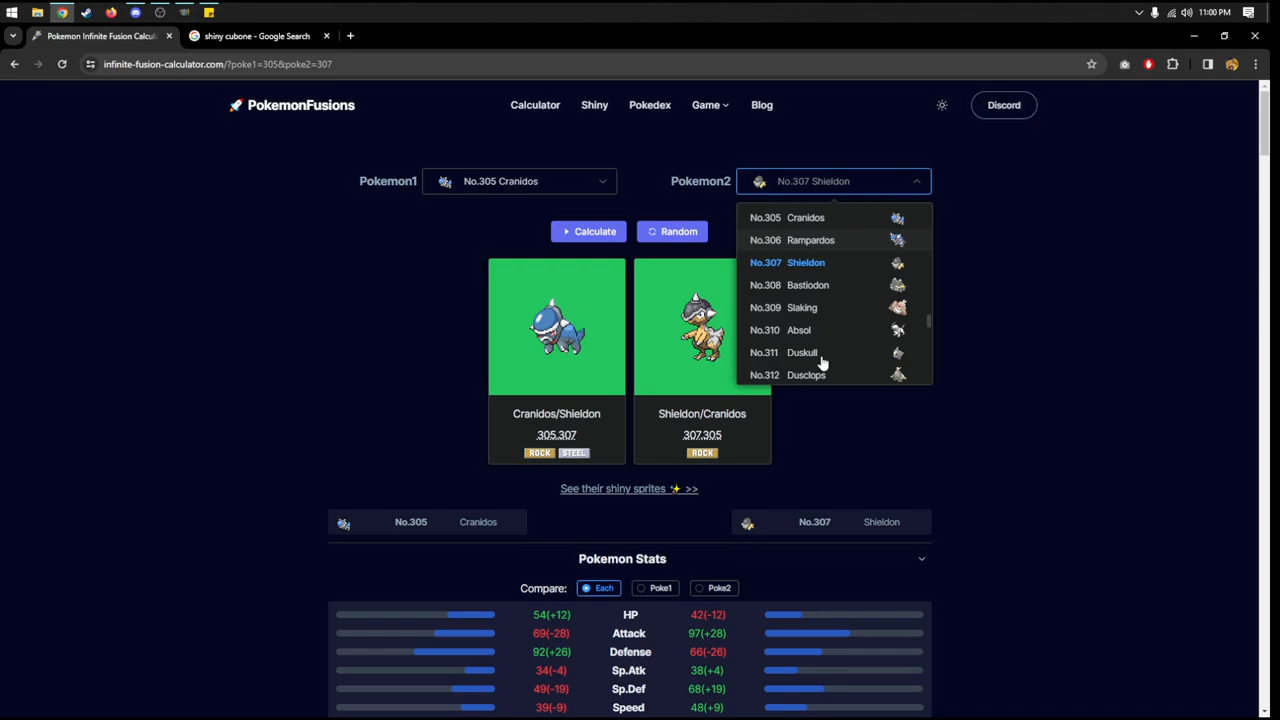 11:00 PM
Pokemon Infinite Fusion Calcula
shiny cubone - Google Search
infinite-fusion-calculator.com/?poke1=305&poke2=307
PokemonFusions
Calculator
Shiny
Pokedex
Game
Blog
Discord
Pokemon1
No.305 Cranidos
Pokemon2
No.307 Shieldon
Calculate
Random
No.305 Cranidos
No.306 Rampardos
No.307 Shieldon
No.308 Bastiodon
No.309 Slaking
No.310 Absol
No.311 Duskull
No.312 Dusclops
Cranidos/Shieldon
305.307
ROCK STEEL
Shieldon/Cranidos
307.305
ROCK
See their shiny sprites ✨ >>
No.305 Cranidos
No.307 Shieldon
Pokemon Stats
Compare: Each Poke1 Poke2
54(+12) HP 42(-12)
69(-28) Attack 97(+28)
92(+26) Defense 66(-26)
34(-4) Sp.Atk 38(+4)
49(-19) Sp.Def 68(+19)
39(-9) Speed 48(+9)